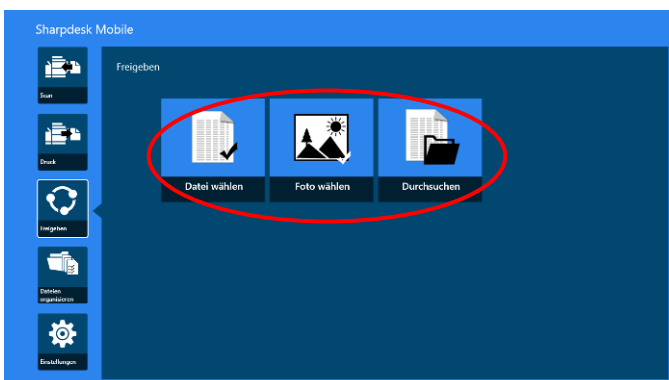 Sharpdesk Mobile
Scan
Freigeben
Datei wählen
Foto wählen
Durchsuchen
Druck
Freigeben
Dateien
organisieren
Einstellungen